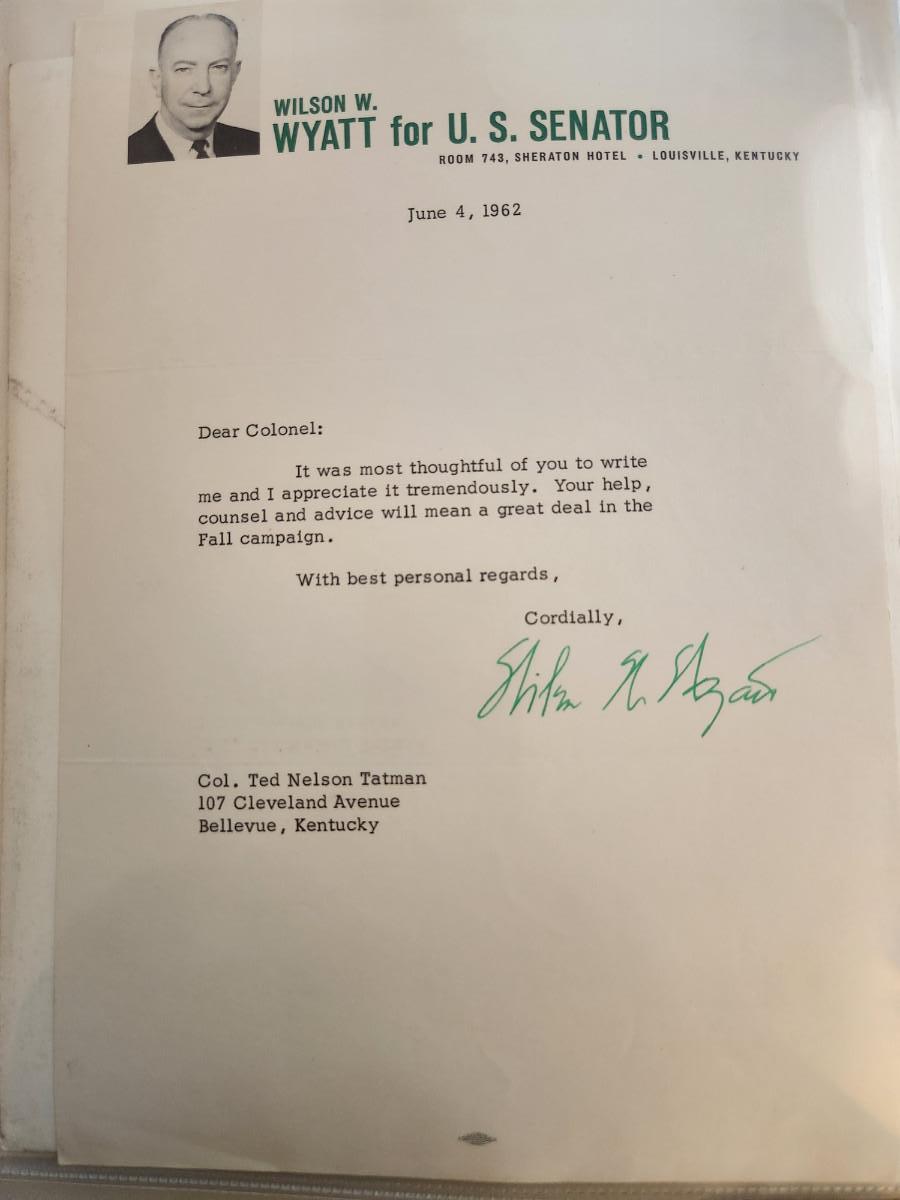 WILSON W.
WYATT for U. S. SENATOR
ROOM 743, SHERATON HOTEL • LOUISVILLE, KENTUCKY
June 4, 1962
Dear Colonel:
It was most thoughtful of you to write
me and I appreciate it tremendously. Your help,
counsel and advice will mean a great deal in the
Fall campaign.
With best personal regards,
Cordially,
Wilson W. Wyatt
Col. Ted Nelson Tatman
107 Cleveland Avenue
Bellevue, Kentucky